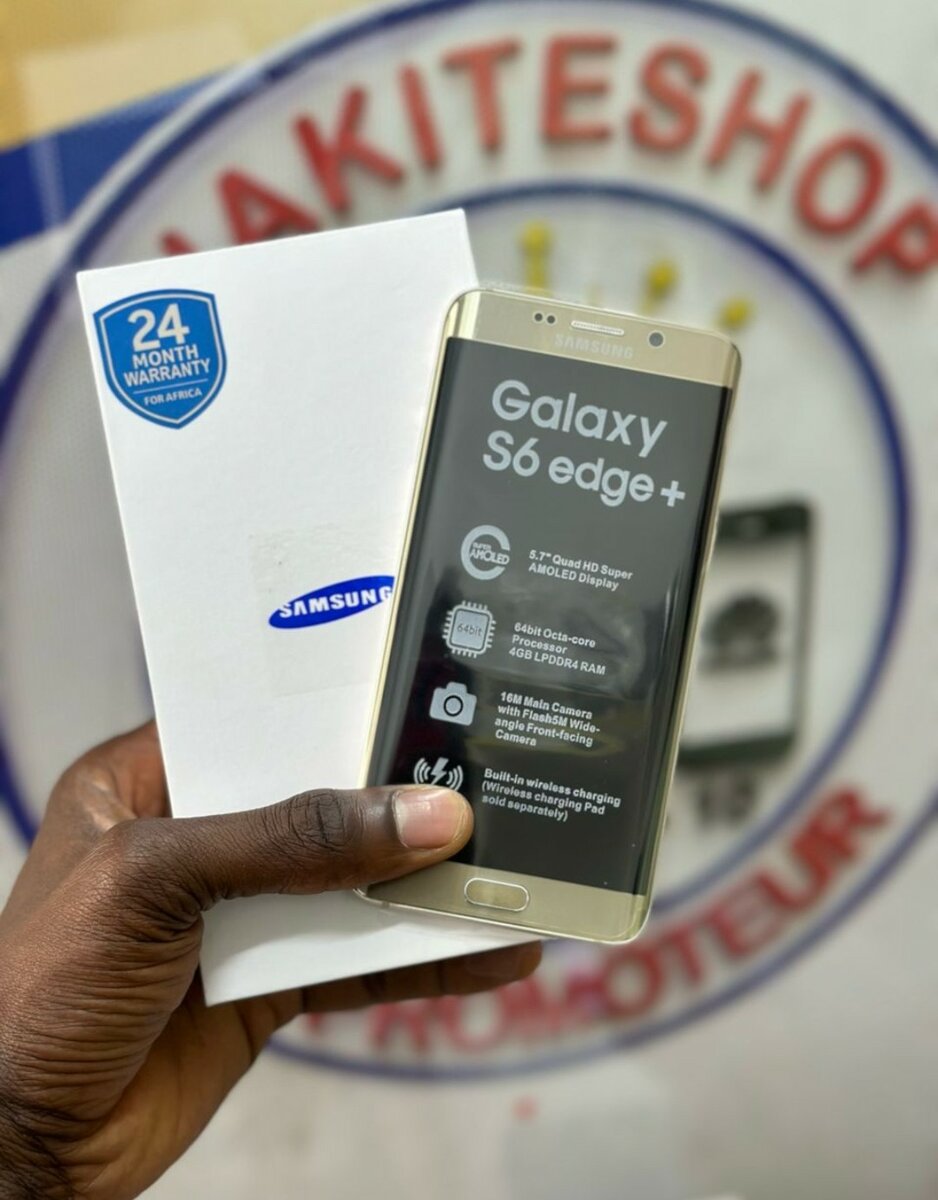 AKITESHOP
24
MONTH
WARRANTY
FOR AFRICA
SAMSUNG
SAMSUNG
Galaxy
S6 edge+
SUPER
AMOLED
5.7" Quad HD Super
AMOLED Display
64bit
64bit Octa-core
Processor
4GB LPDDR4 RAM
16M Main Camera
with Flash5M Wide-
angle Front-facing
Camera
Built-in wireless charging
(Wireless charging Pad
sold separately)
PROMOTEUR